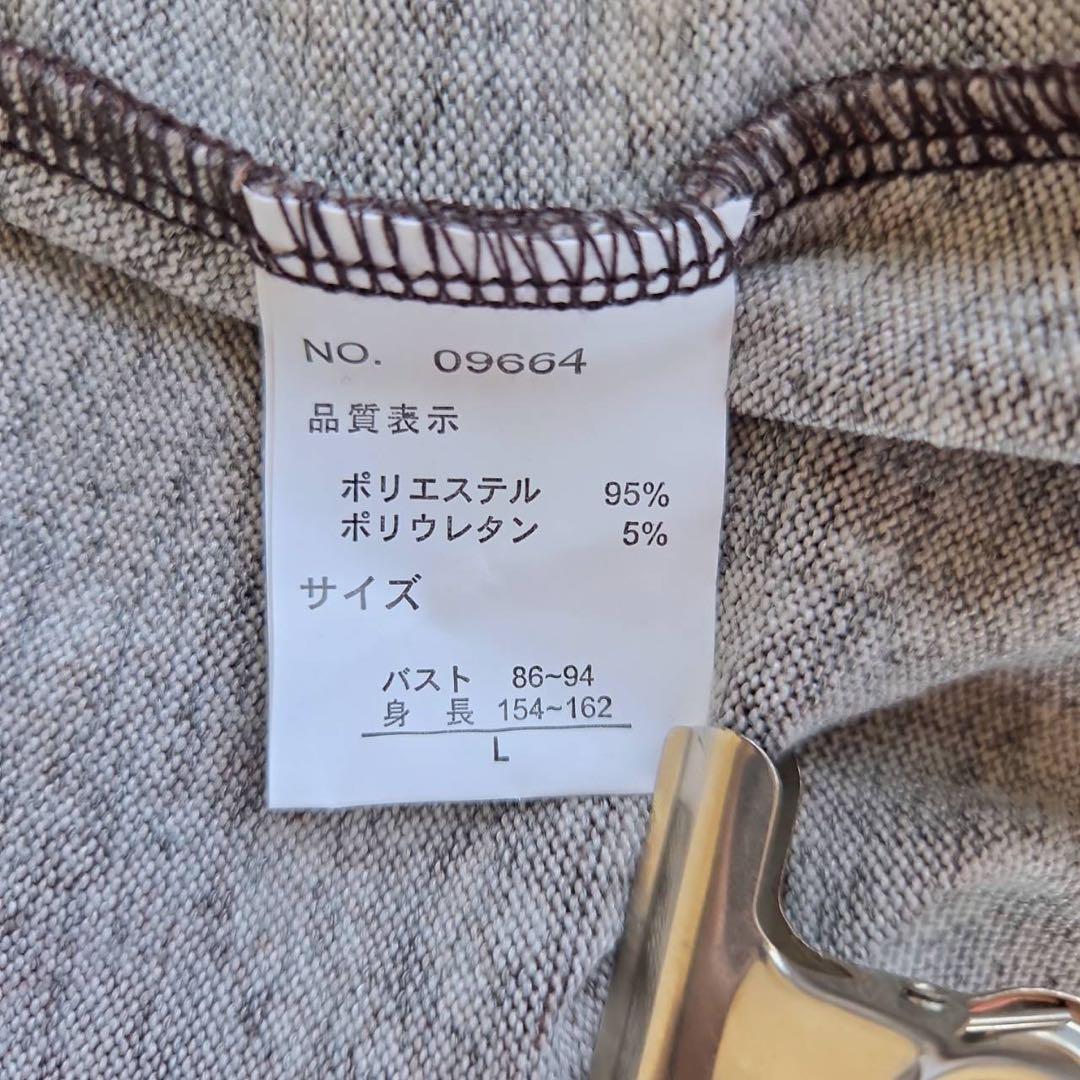 NO. 09664
品質表示
ポリエステル 95%
ポリウレタン 5%
サイズ
バスト 86~94
身 長 154~162
L